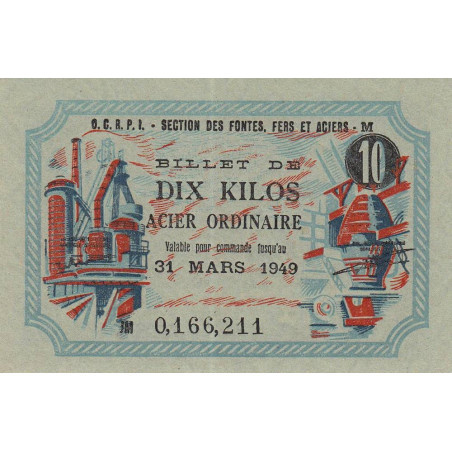 O.C.R.P.I. - SECTION DES FONTES, FERS ET ACIERS - M
10
BILLET DE
DIX KILOS
ACIER ORDINAIRE
Valable pour commande jusqu'au
31 MARS 1949
0,166,211